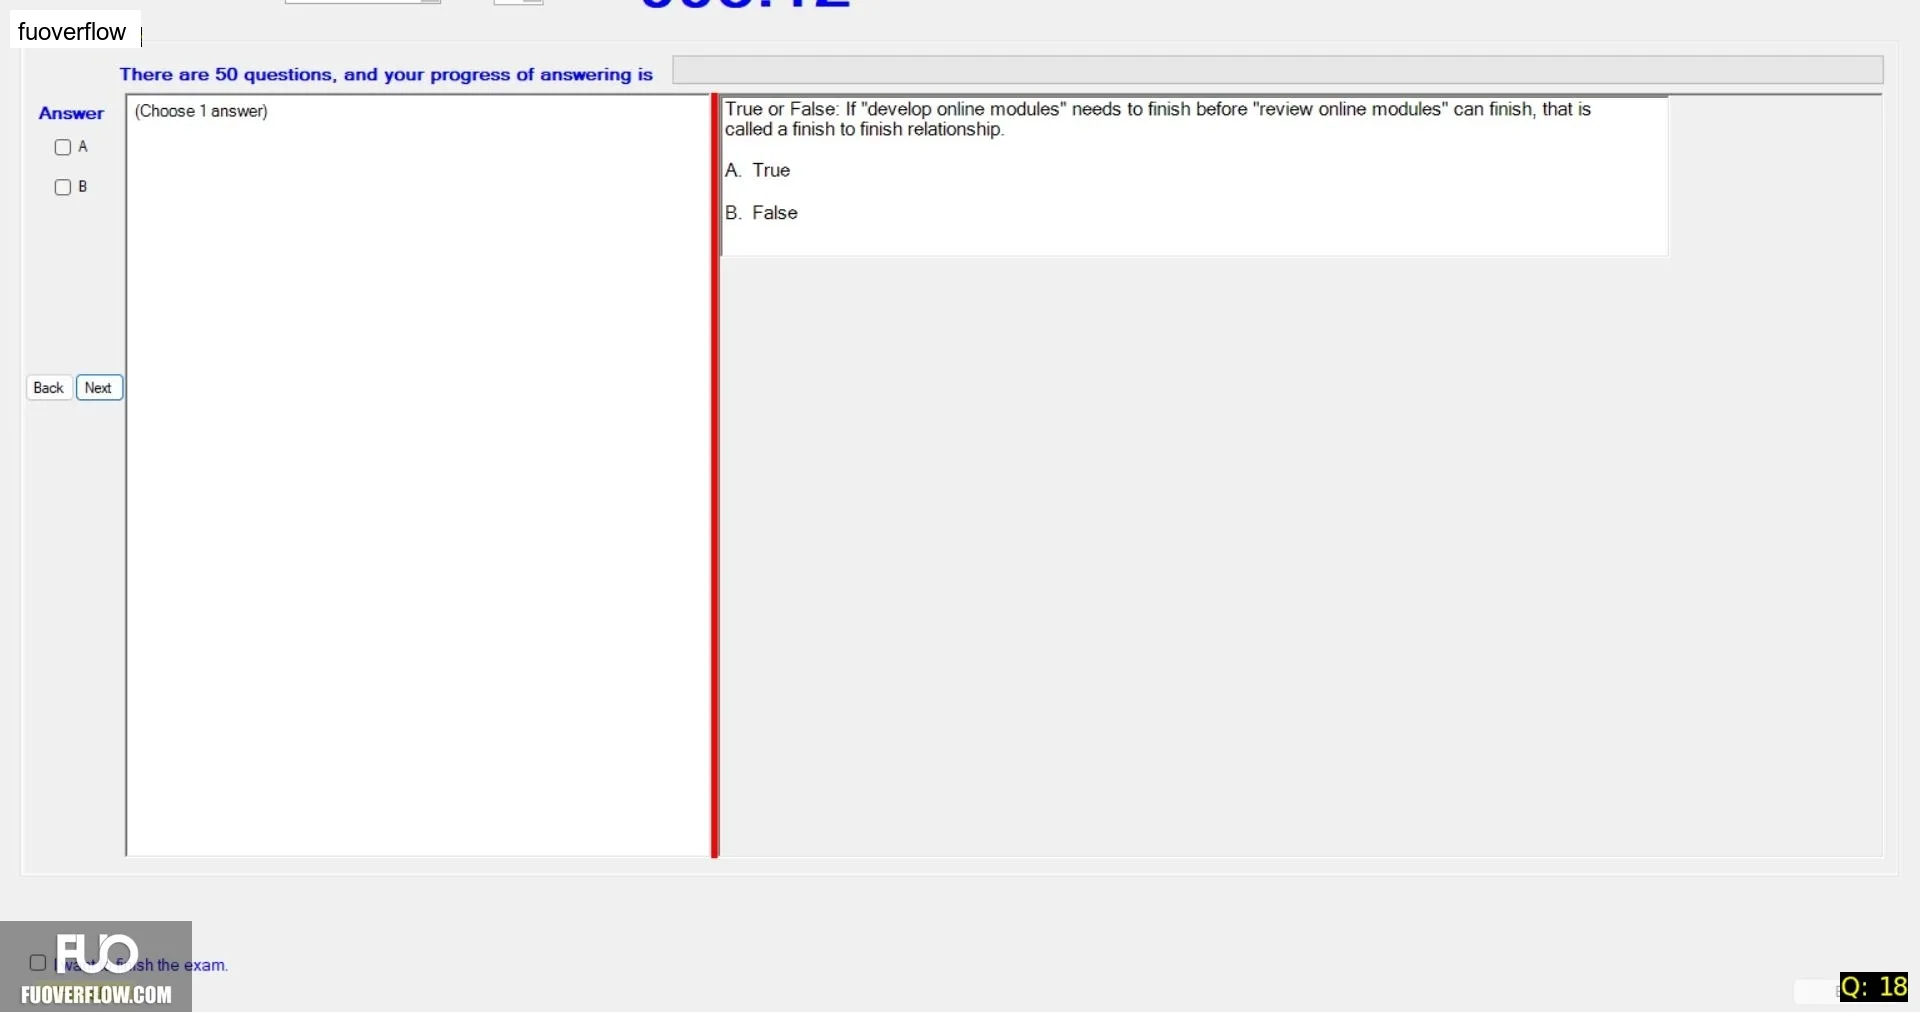 fuoverflow
There are 50 questions, and your progress of answering is
Answer
(Choose 1 answer)
A
B
True or False: If "develop online modules" needs to finish before "review online modules" can finish, that is
called a finish to finish relationship.
A. True
B. False
Back Next
FUO
finish the exam.
FUOVERFLOW.COM
Q: 18